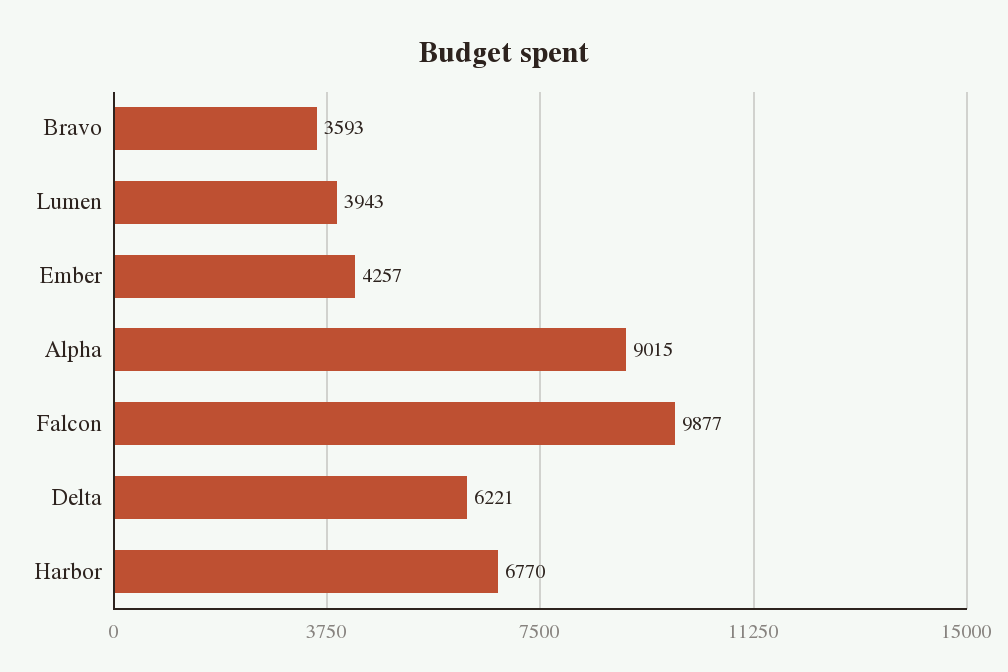 Budget spent
Bravo 3593
Lumen 3943
Ember 4257
Alpha 9015
Falcon 9877
Delta 6221
Harbor 6770
0 3750 7500 11250 15000